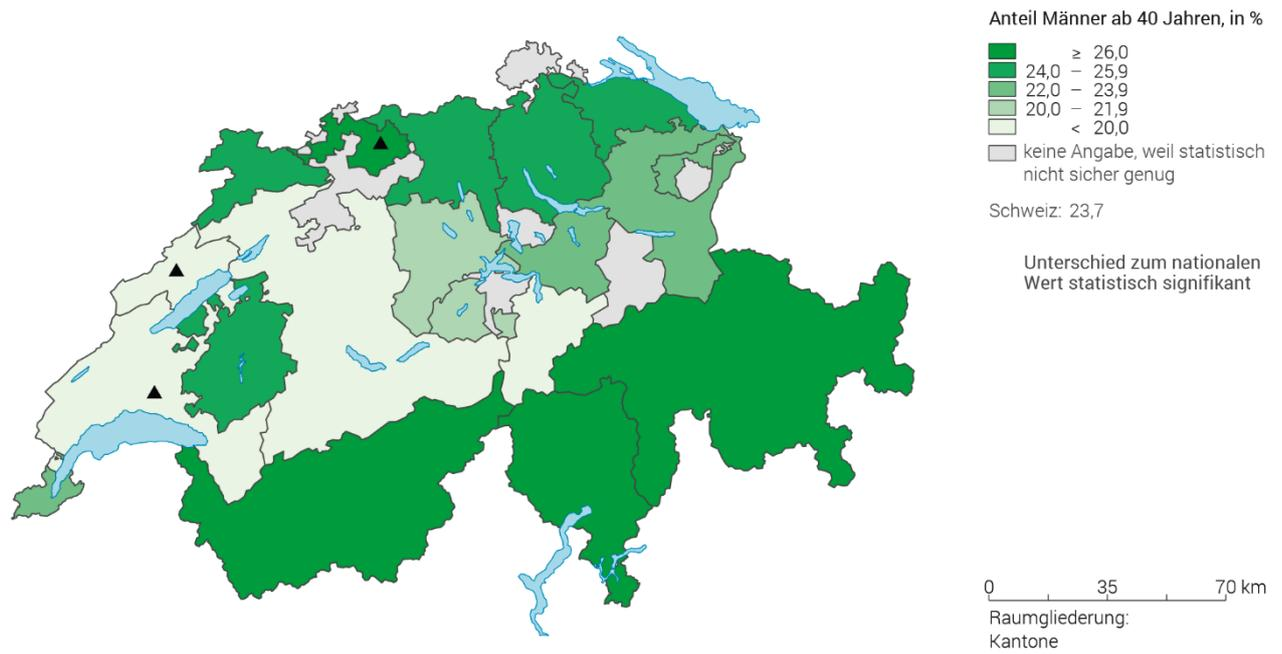 Anteil Männer ab 40 Jahren, in %
≥ 26,0
24,0 – 25,9
22,0 – 23,9
20,0 – 21,9
< 20,0
keine Angabe, weil statistisch
nicht sicher genug
Schweiz: 23,7
Unterschied zum nationalen
Wert statistisch signifikant
0 35 70 km
Raumgliederung:
Kantone